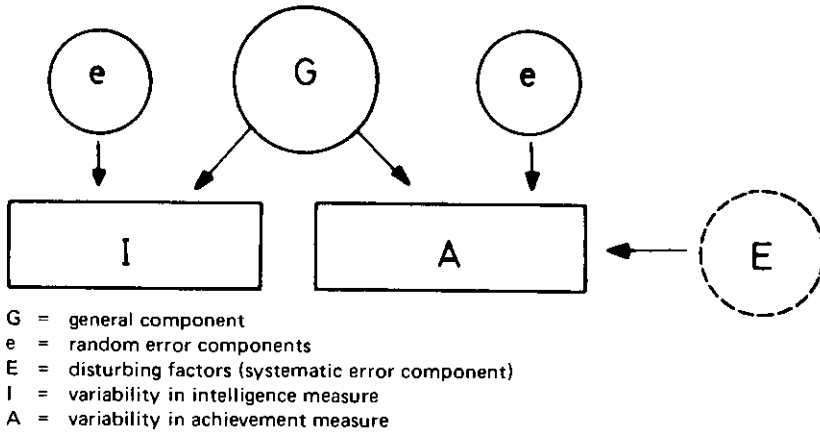 e G e
I A E
G = general component
e = random error components
E = disturbing factors (systematic error component)
I = variability in intelligence measure
A = variability in achievement measure